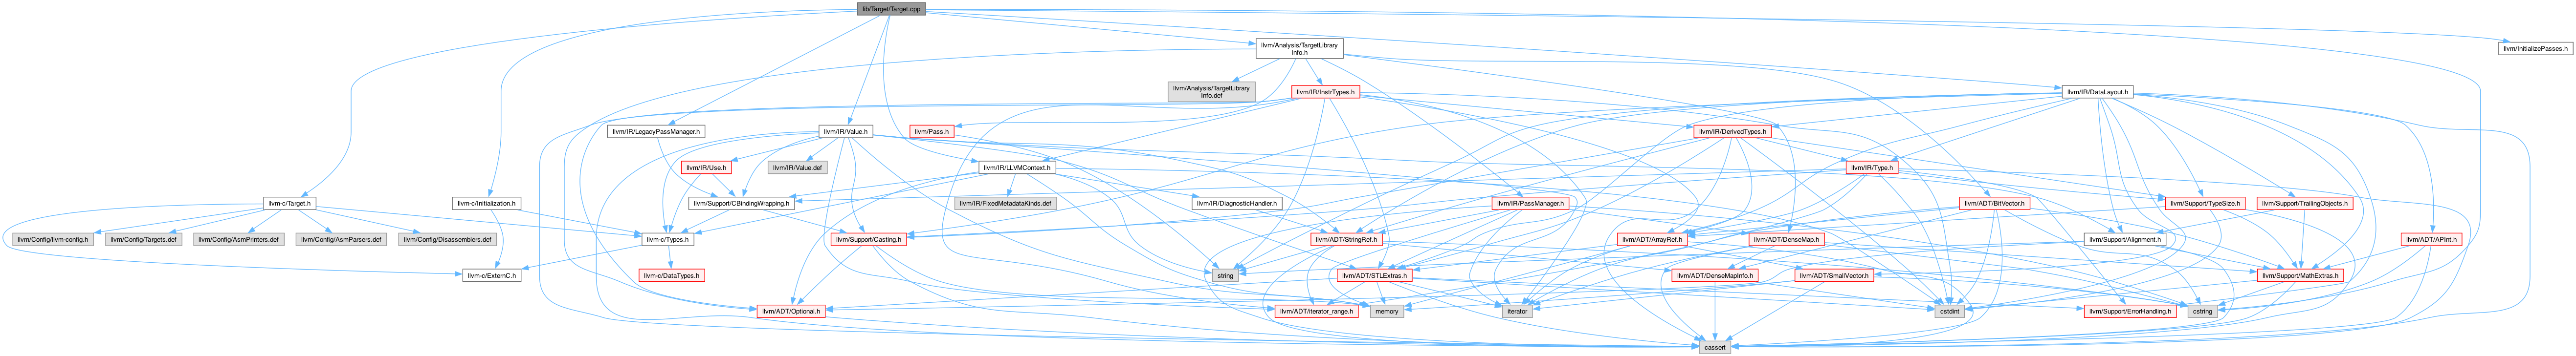 lib/Target/Target.cpp
llvm/Analysis/TargetLibrary
Info.h
llvm/InitializePasses.h
llvm/Analysis/TargetLibrary
Info.def
llvm/IR/InstrTypes.h
llvm/IR/DataLayout.h
llvm/IR/LegacyPassManager.h
llvm/IR/Value.h
llvm/Pass.h
llvm/IR/DerivedTypes.h
llvm/IR/Use.h
llvm/IR/Value.def
llvm/IR/LLVMContext.h
llvm/IR/Type.h
llvm-c/Target.h
llvm-c/Initialization.h
llvm/Support/CBindingWrapping.h
llvm/IR/FixedMetadataKinds.def
llvm/IR/DiagnosticHandler.h
llvm/IR/PassManager.h
llvm/ADT/BitVector.h
llvm/Support/TypeSize.h
llvm/Support/TrailingObjects.h
llvm/Config/llvm-config.h
llvm/Config/Targets.def
llvm/Config/AsmPrinters.def
llvm/Config/AsmParsers.def
llvm/Config/Disassemblers.def
llvm-c/Types.h
llvm/Support/Casting.h
llvm/ADT/StringRef.h
llvm/ADT/ArrayRef.h
llvm/ADT/DenseMap.h
llvm/Support/Alignment.h
llvm/ADT/APInt.h
llvm-c/ExternC.h
llvm-c/DataTypes.h
string
llvm/ADT/STLExtras.h
llvm/ADT/DenseMapInfo.h
llvm/ADT/SmallVector.h
llvm/Support/MathExtras.h
llvm/ADT/Optional.h
llvm/ADT/iterator_range.h
memory
iterator
cstdint
llvm/Support/ErrorHandling.h
cstring
cassert